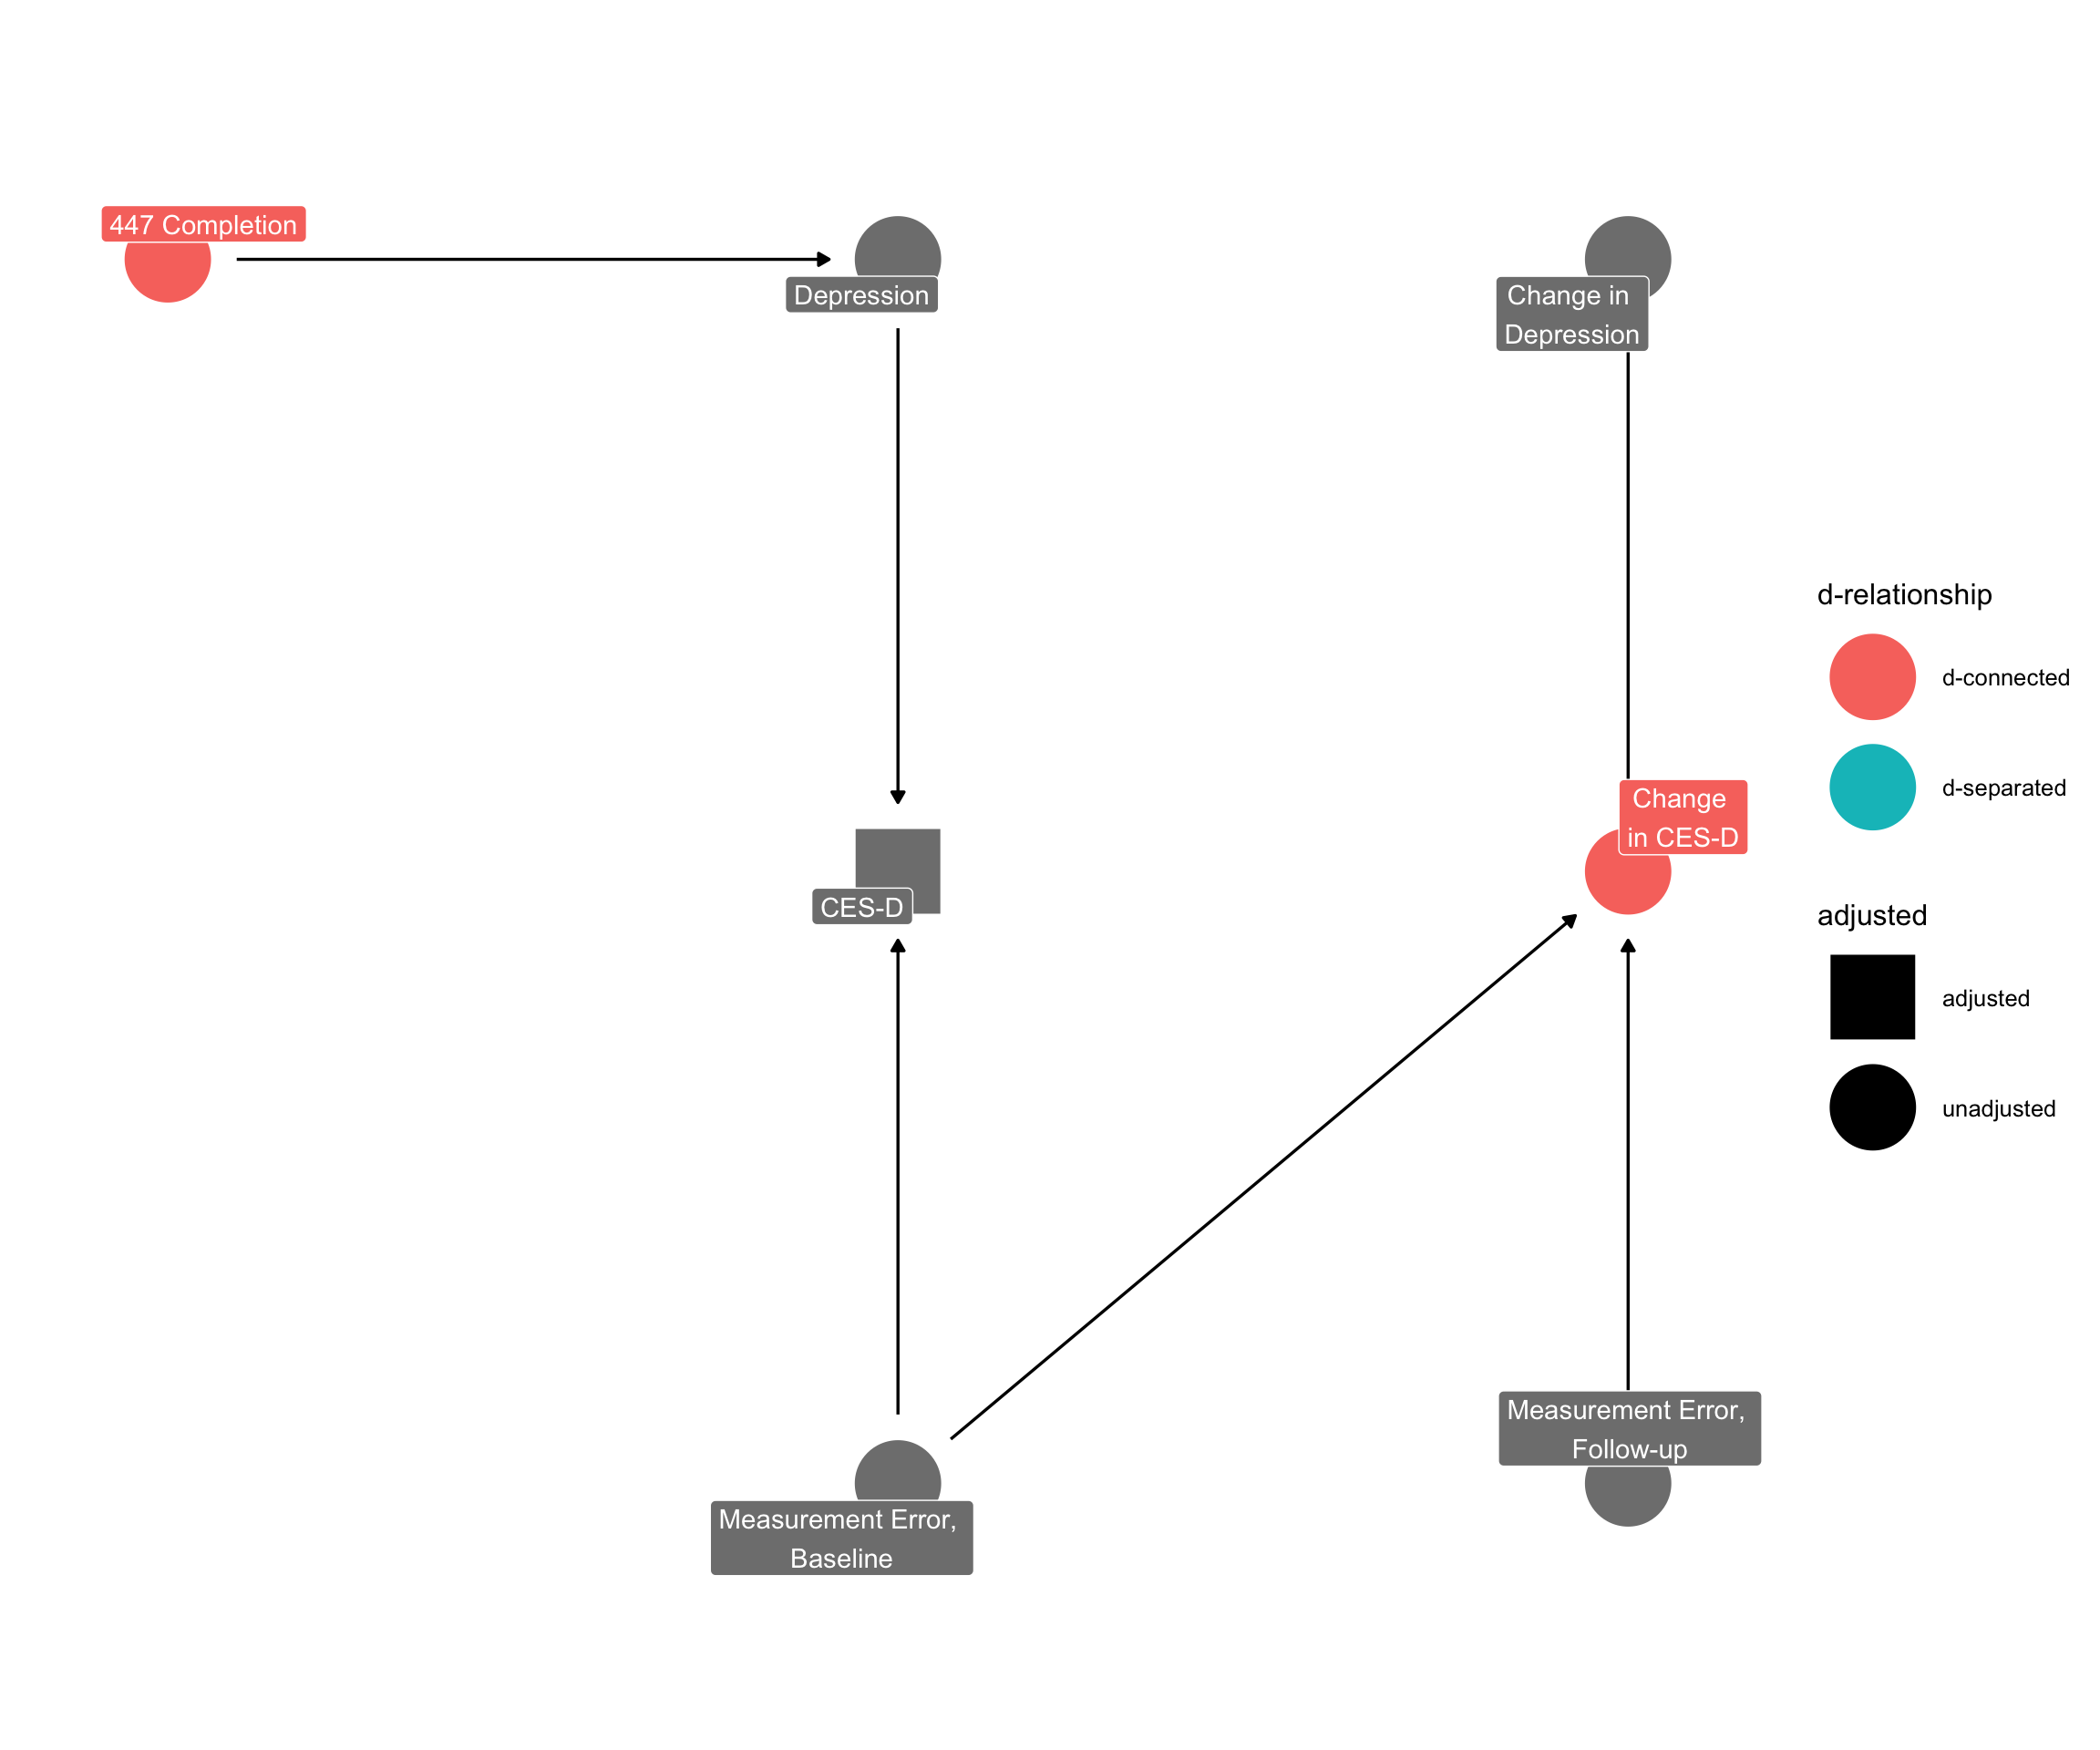 447 Completion
Depression
Change in
Depression
d-relationship
d-connected
d-separated
Change
in CES-D
CES-D
adjusted
adjusted
unadjusted
Measurement Error,
Follow-up
Measurement Error,
Baseline